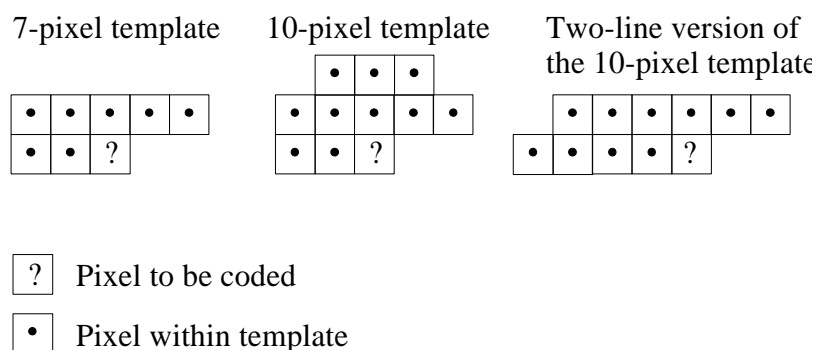 7-pixel template
10-pixel template
Two-line version of
the 10-pixel template
?
?
?
? Pixel to be coded
Pixel within template